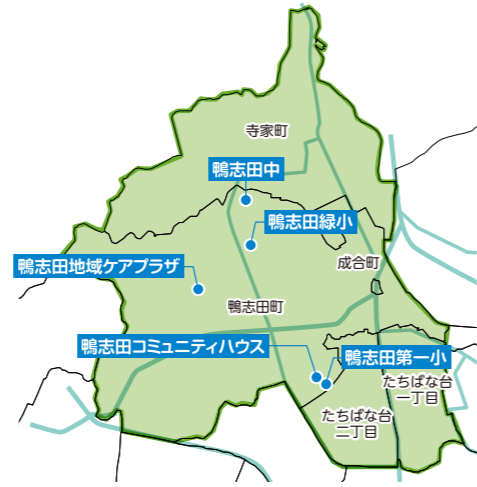 寺家町
鴨志田中
鴨志田緑小
鴨志田地域ケアプラザ
成合町
鴨志田町
鴨志田コミュニティハウス
鴨志田第一小
たちばな台
一丁目
たちばな台
二丁目